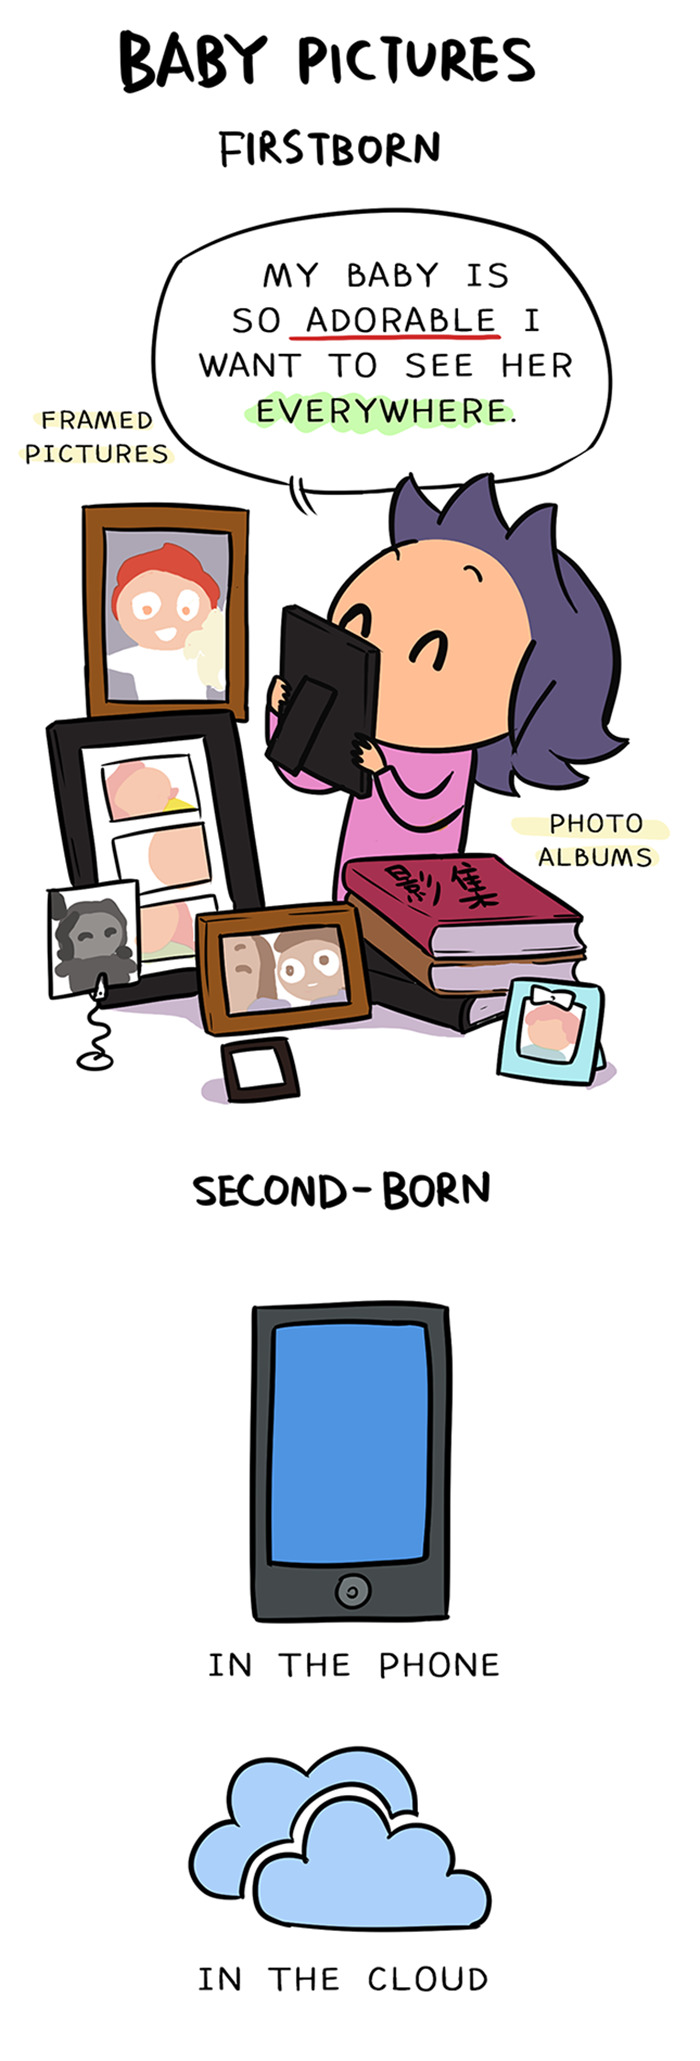 BABY PICTURES
FIRSTBORN
MY BABY IS
SO ADORABLE I
WANT TO SEE HER
EVERYWHERE.
FRAMED
PICTURES
PHOTO
ALBUMS
影集
SECOND-BORN
IN THE PHONE
IN THE CLOUD